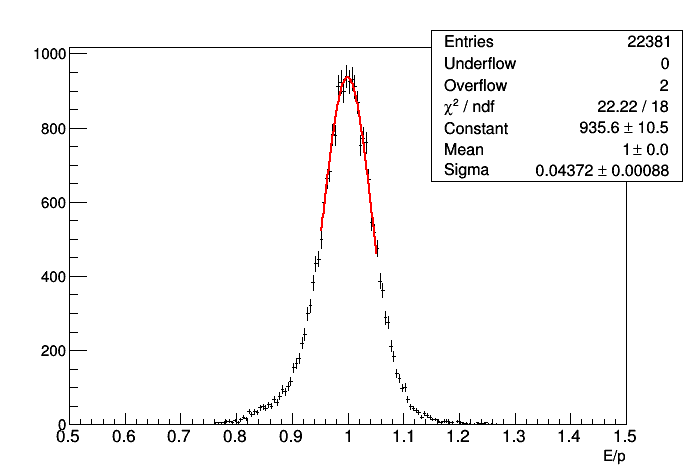 Entries 22381
Underflow 0
Overflow 2
χ² / ndf 22.22 / 18
Constant 935.6 ± 10.5
Mean 1 ± 0.0
Sigma 0.04372 ± 0.00088
1000
800
600
400
200
0
0.5 0.6 0.7 0.8 0.9 1 1.1 1.2 1.3 1.4 1.5
E/p